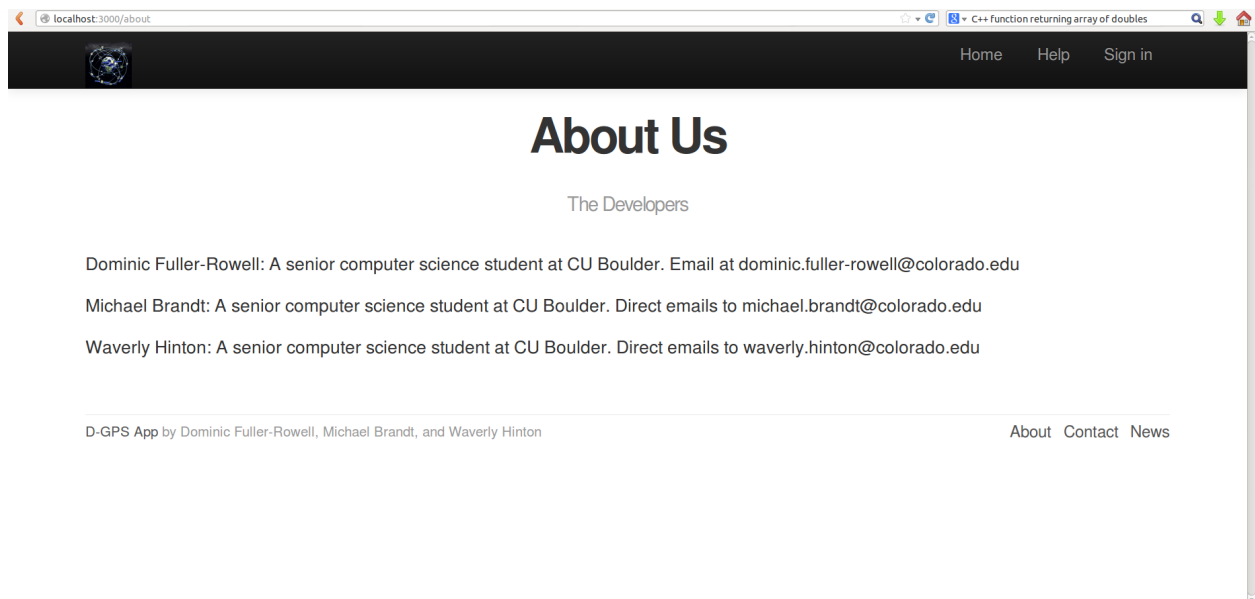 localhost:3000/about
C++ function returning array of doubles
Home Help Sign in
About Us
The Developers
Dominic Fuller-Rowell: A senior computer science student at CU Boulder. Email at dominic.fuller-rowell@colorado.edu
Michael Brandt: A senior computer science student at CU Boulder. Direct emails to michael.brandt@colorado.edu
Waverly Hinton: A senior computer science student at CU Boulder. Direct emails to waverly.hinton@colorado.edu
D-GPS App by Dominic Fuller-Rowell, Michael Brandt, and Waverly Hinton
About Contact News